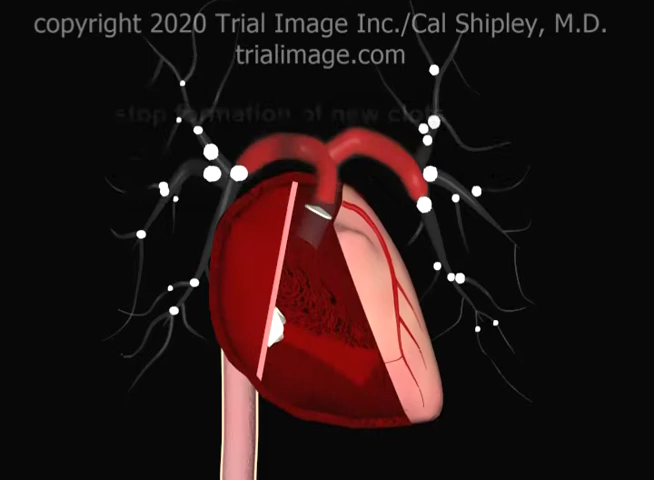 copyright 2020 Trial Image Inc./Cal Shipley, M.D.
trialimage.com
stop formation of new clots